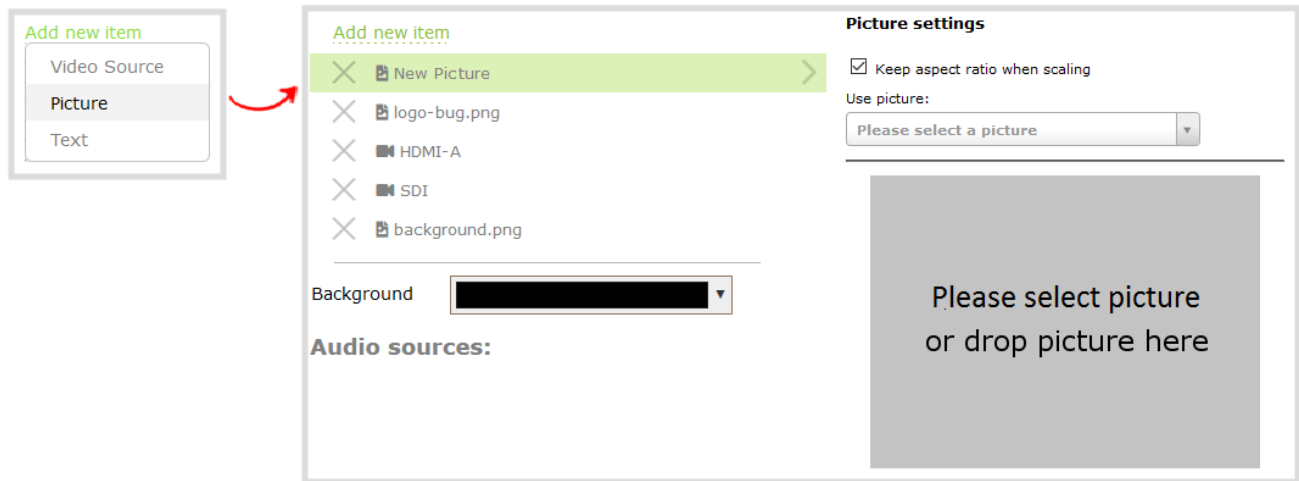 Add new item
Video Source
Picture
Text
Add new item
New Picture
logo-bug.png
HDMI-A
SDI
background.png
Background
Audio sources:
Picture settings
Keep aspect ratio when scaling
Use picture:
Please select a picture
Please select picture
or drop picture here